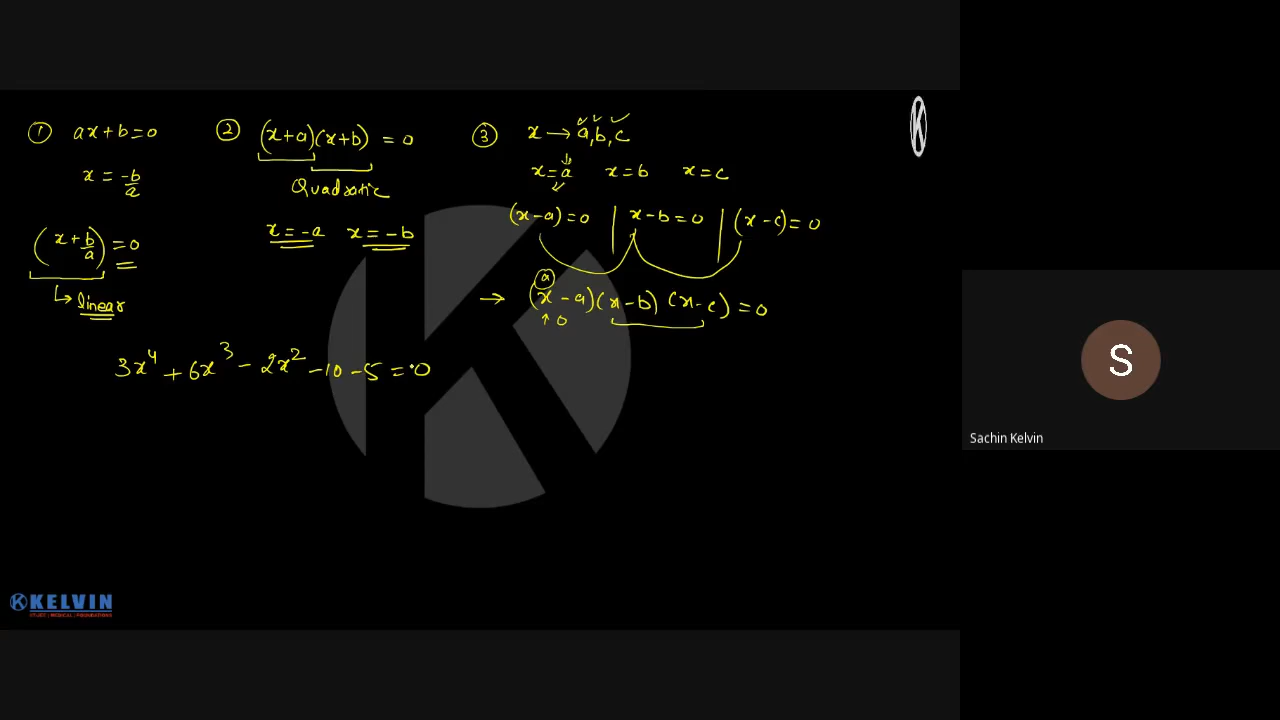 ① ax+b=0
x = -b/a
(x + b/a) = 0
↳ linear
② (x+a)(x+b) = 0
Quadratic
x = -a x = -b
③ x → a, b, c
x = a x = b x = c
(x-a) = 0 | x-b = 0 | (x-c) = 0
a
→ (x-a)(x-b)(x-c) = 0
↑ 0
3x⁴ + 6x³ - 2x² - 10 - 5 = 0
K
S
Sachin Kelvin
KELVIN